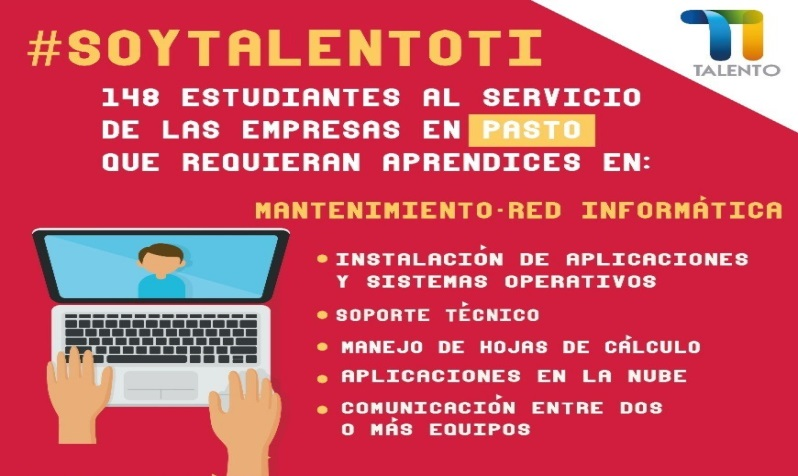 #SOYTALENTOTI
TI
TALENTO
148 ESTUDIANTES AL SERVICIO
DE LAS EMPRESAS EN PASTO
QUE REQUIERAN APRENDICES EN:
MANTENIMIENTO-RED INFORMÁTICA
• INSTALACIÓN DE APLICACIONES
Y SISTEMAS OPERATIVOS
• SOPORTE TÉCNICO
• MANEJO DE HOJAS DE CÁLCULO
• APLICACIONES EN LA NUBE
• COMUNICACIÓN ENTRE DOS
O MÁS EQUIPOS